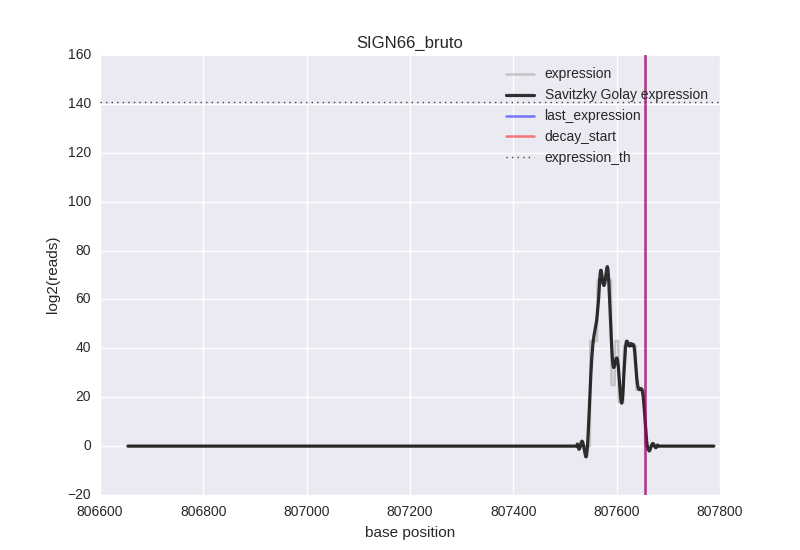 SIGN66_bruto
160
140
120
100
80
60
40
20
0
−20
log2(reads)
expression
Savitzky Golay expression
last_expression
decay_start
expression_th
806600 806800 807000 807200 807400 807600 807800
base position